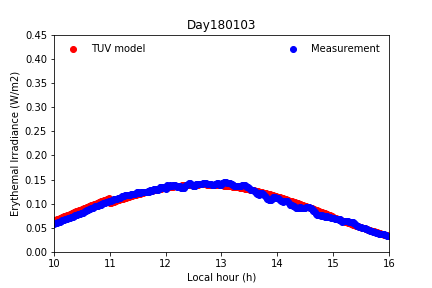 Day180103
TUV model
Measurement
Erythemal Irradiance (W/m2)
0.45
0.40
0.35
0.30
0.25
0.20
0.15
0.10
0.05
0.00
10 11 12 13 14 15 16
Local hour (h)